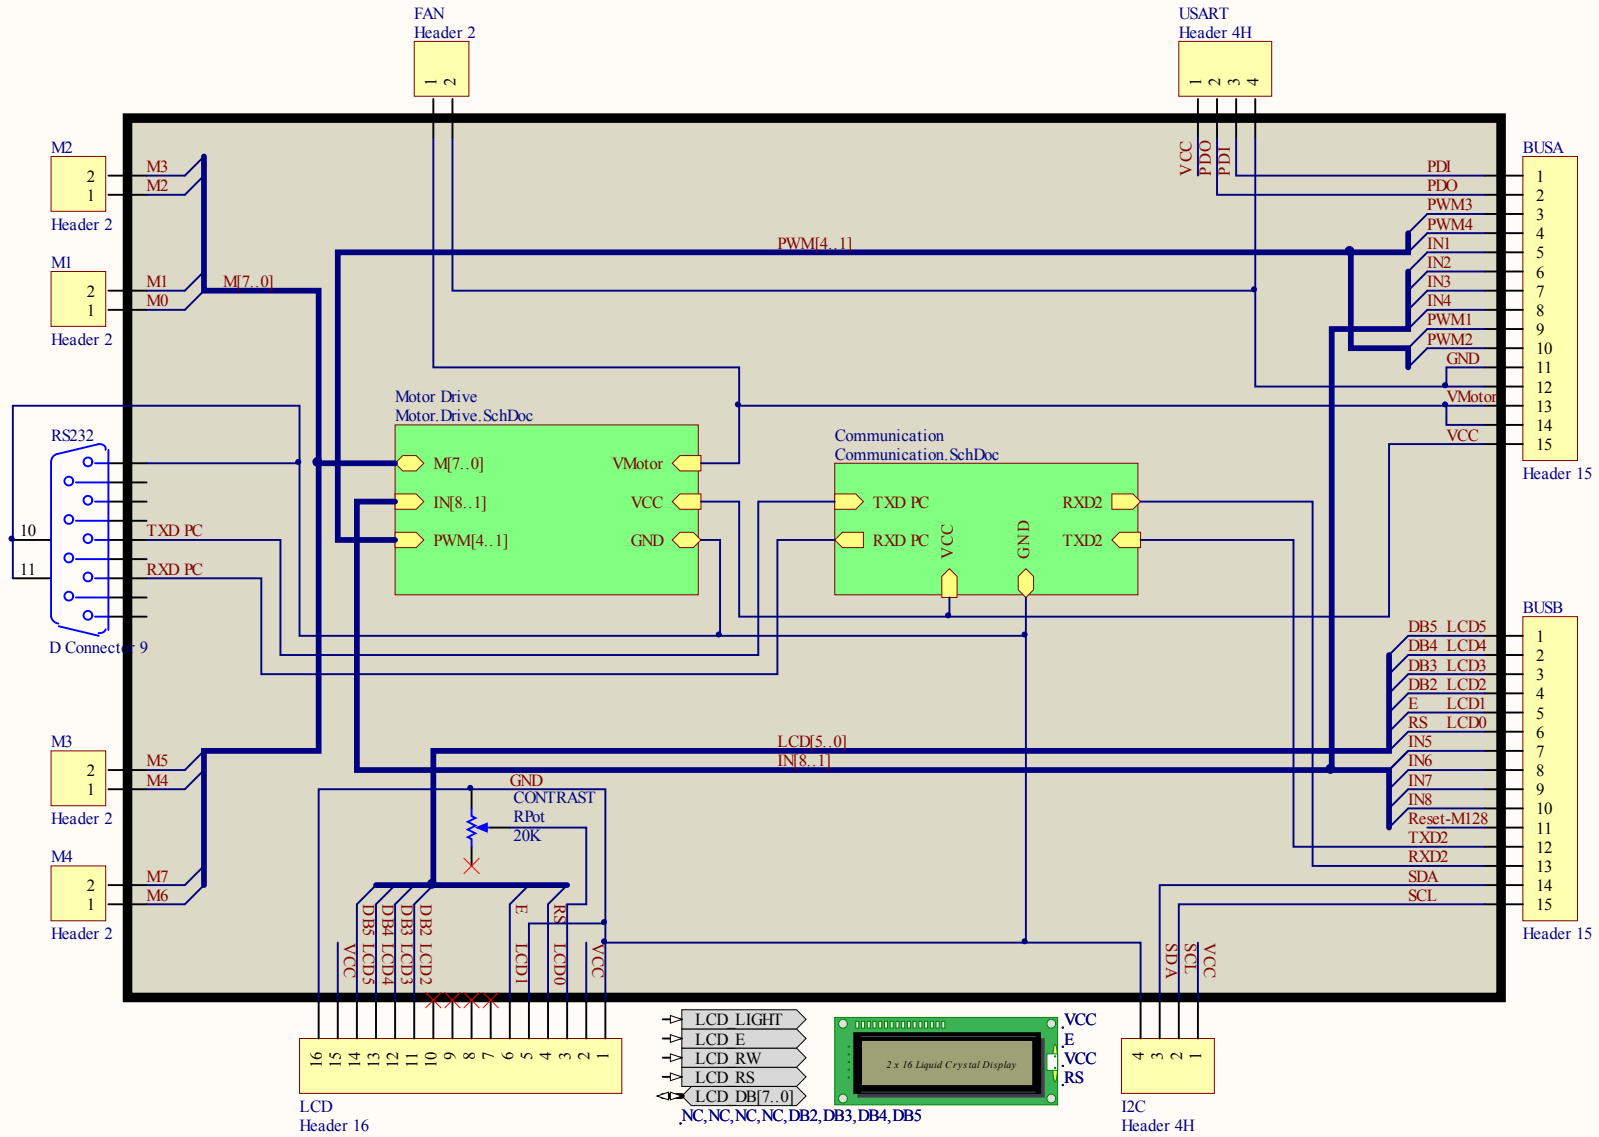 FAN
Header 2
1
2
USART
Header 4H
1
2
3
4
VCC
PDO
PDI
M2
2
1
Header 2
M3
M2
M1
2
1
Header 2
M1
M0
M[7..0]
PWM[4..1]
BUSA
PDI 1
PDO 2
PWM3 3
PWM4 4
IN1 5
IN2 6
IN3 7
IN4 8
PWM1 9
PWM2 10
GND 11
12
VMotor 13
14
VCC 15
Header 15
Motor Drive
Motor.Drive.SchDoc
M[7..0]
IN[8..1]
PWM[4..1]
VMotor
VCC
GND
Communication
Communication.SchDoc
TXD PC
RXD PC
VCC
GND
RXD2
TXD2
RS232
10
11
TXD PC
RXD PC
D Connector 9
BUSB
DB5 LCD5 1
DB4 LCD4 2
DB3 LCD3 3
DB2 LCD2 4
E LCD1 5
RS LCD0 6
IN5 7
IN6 8
IN7 9
IN8 10
Reset-M128 11
TXD2 12
RXD2 13
SDA 14
SCL 15
Header 15
M3
2
1
Header 2
M5
M4
M4
2
1
Header 2
M7
M6
LCD[5..0]
IN[8..1]
GND
CONTRAST
RPot
20K
VCC
DB5 LCD5
DB4 LCD4
DB3 LCD3
DB2 LCD2
E LCD1
RS LCD0
VCC
SDA
SCL
VCC
16
15
14
13
12
11
10
9
8
7
6
5
4
3
2
1
LCD
Header 16
LCD_LIGHT
LCD_E
LCD_RW
LCD_RS
LCD_DB[7..0]
2 x 16 Liquid Crystal Display
.VCC
.E
.VCC
.RS
.NC,NC,NC,NC,DB2,DB3,DB4,DB5
4
3
2
1
I2C
Header 4H